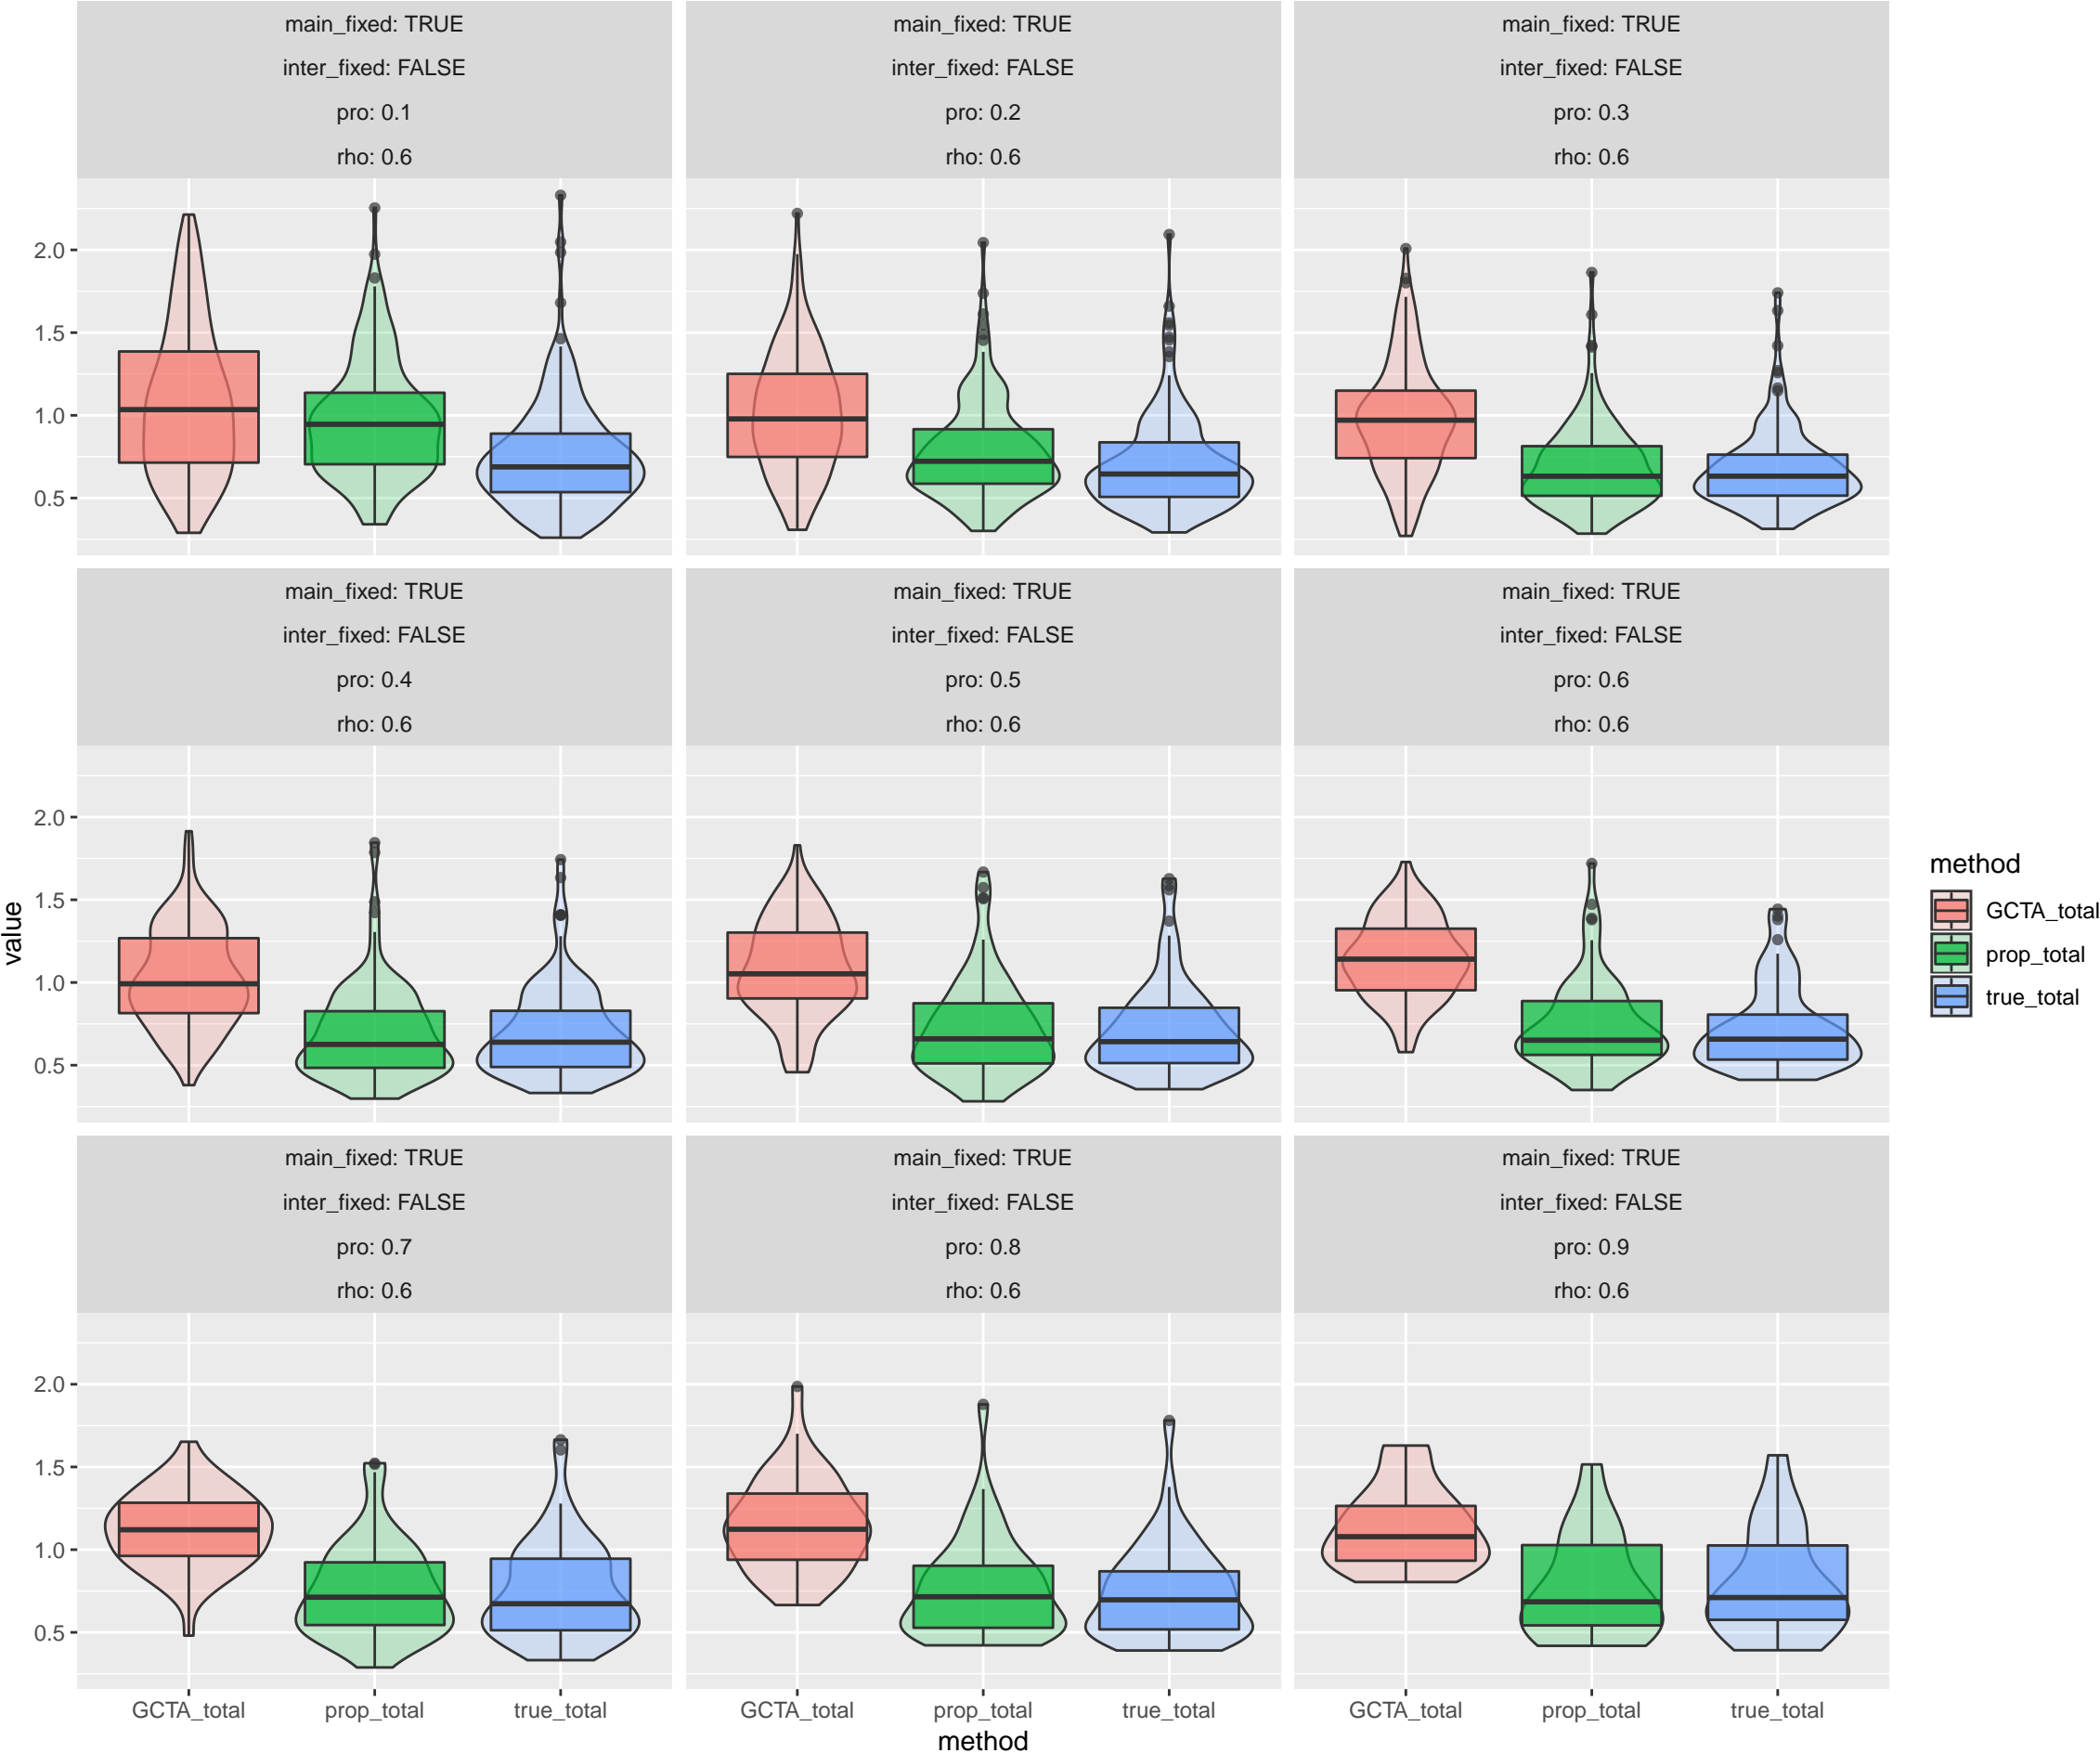 main_fixed: TRUE
inter_fixed: FALSE
pro: 0.1
rho: 0.6
main_fixed: TRUE
inter_fixed: FALSE
pro: 0.2
rho: 0.6
main_fixed: TRUE
inter_fixed: FALSE
pro: 0.3
rho: 0.6
2.0
1.5
1.0
0.5
main_fixed: TRUE
inter_fixed: FALSE
pro: 0.4
rho: 0.6
main_fixed: TRUE
inter_fixed: FALSE
pro: 0.5
rho: 0.6
main_fixed: TRUE
inter_fixed: FALSE
pro: 0.6
rho: 0.6
2.0
1.5
1.0
0.5
value
main_fixed: TRUE
inter_fixed: FALSE
pro: 0.7
rho: 0.6
main_fixed: TRUE
inter_fixed: FALSE
pro: 0.8
rho: 0.6
main_fixed: TRUE
inter_fixed: FALSE
pro: 0.9
rho: 0.6
2.0
1.5
1.0
0.5
GCTA_total prop_total true_total
GCTA_total prop_total true_total
GCTA_total prop_total true_total
method
method
GCTA_total
prop_total
true_total